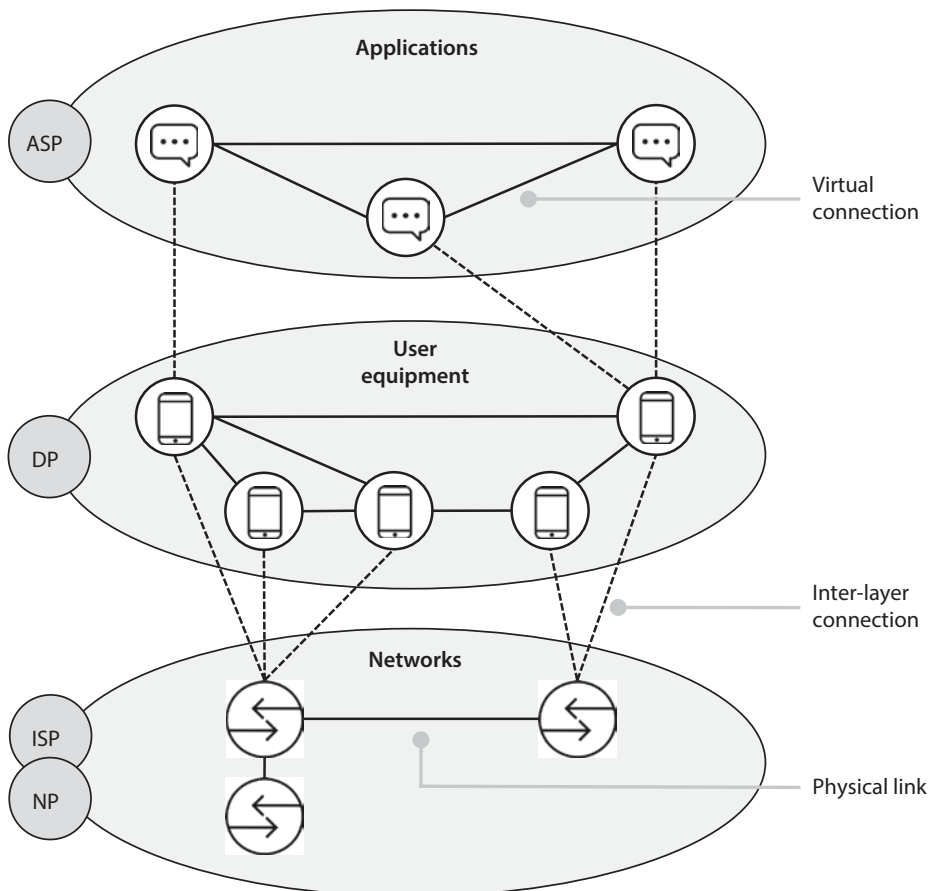 Applications
ASP
Virtual
connection
User
equipment
DP
Inter-layer
connection
Networks
ISP
NP
Physical link